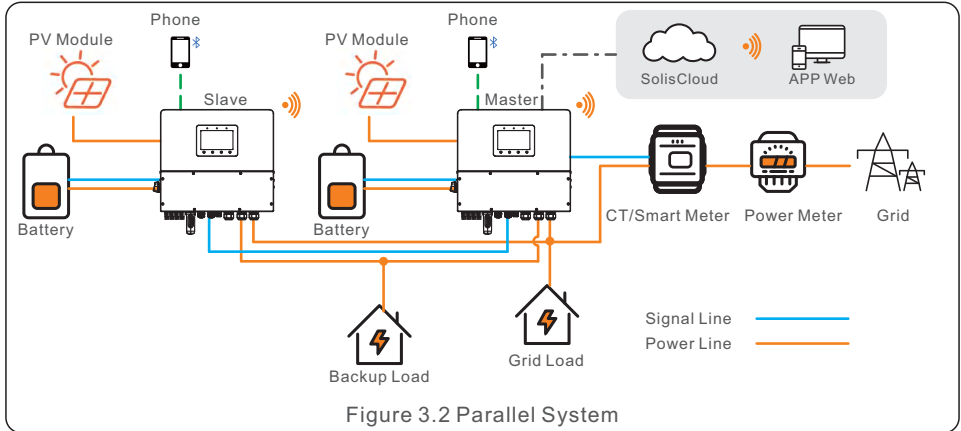 Phone
Phone
PV Module
PV Module
SolisCloud
APP Web
Slave
Master
Battery
Battery
CT/Smart Meter
Power Meter
Grid
Signal Line
Power Line
Grid Load
Backup Load
Figure 3.2 Parallel System